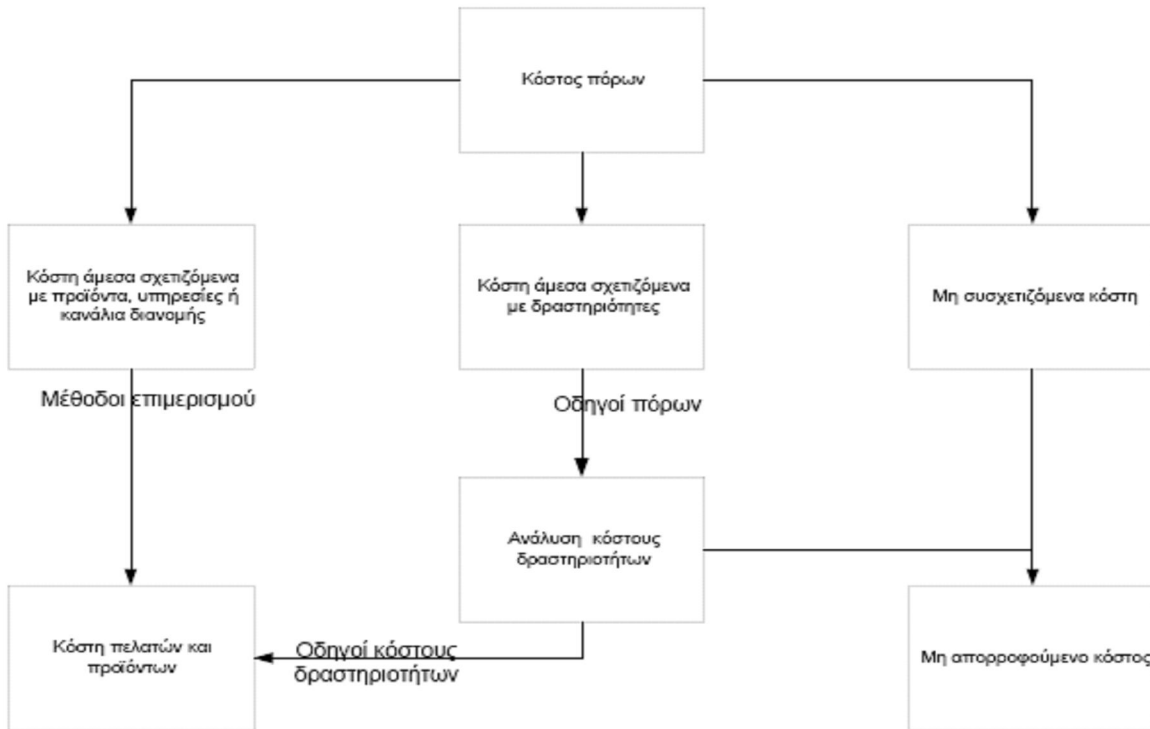 Κόστος πόρων
Κόστη άμεσα σχετιζόμενα
με προϊόντα, υπηρεσίες ή
κανάλια διανομής
Κόστη άμεσα σχετιζόμενα
με δραστηριότητες
Μη συσχετιζόμενα κόστη
Μέθοδοι επιμερισμού
Οδηγοί πόρων
Ανάλυση κόστους
δραστηριοτήτων
Κόστη πελατών και
προϊόντων
Οδηγοί κόστους
δραστηριοτήτων
Μη απορροφούμενο κόστος